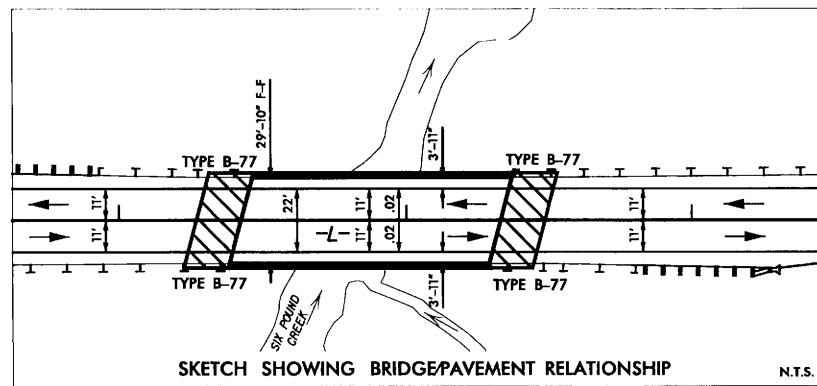 29'-10" F-F
3'-11"
TYPE B-77
TYPE B-77
11'
22'
11'
.02
11'
-L-
11'
11'
.02
11'
3'-11"
TYPE B-77
TYPE B-77
SIX POUND
CREEK
SKETCH SHOWING BRIDGE/PAVEMENT RELATIONSHIP
N.T.S.